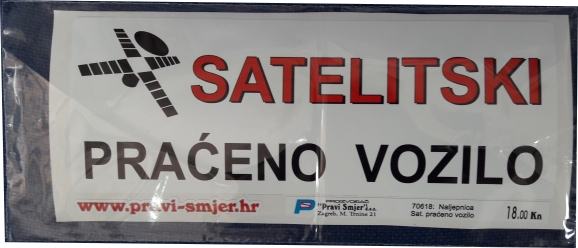 SATELITSKI
PRAĆENO VOZILO
www.pravi-smjer.hr
PROIZVOĐAČ
"Pravi Smjer" d.o.o.
Zagreb, M. Trnine 21
70618: Naljepnica
Sat. praćeno vozilo
18.00 Kn